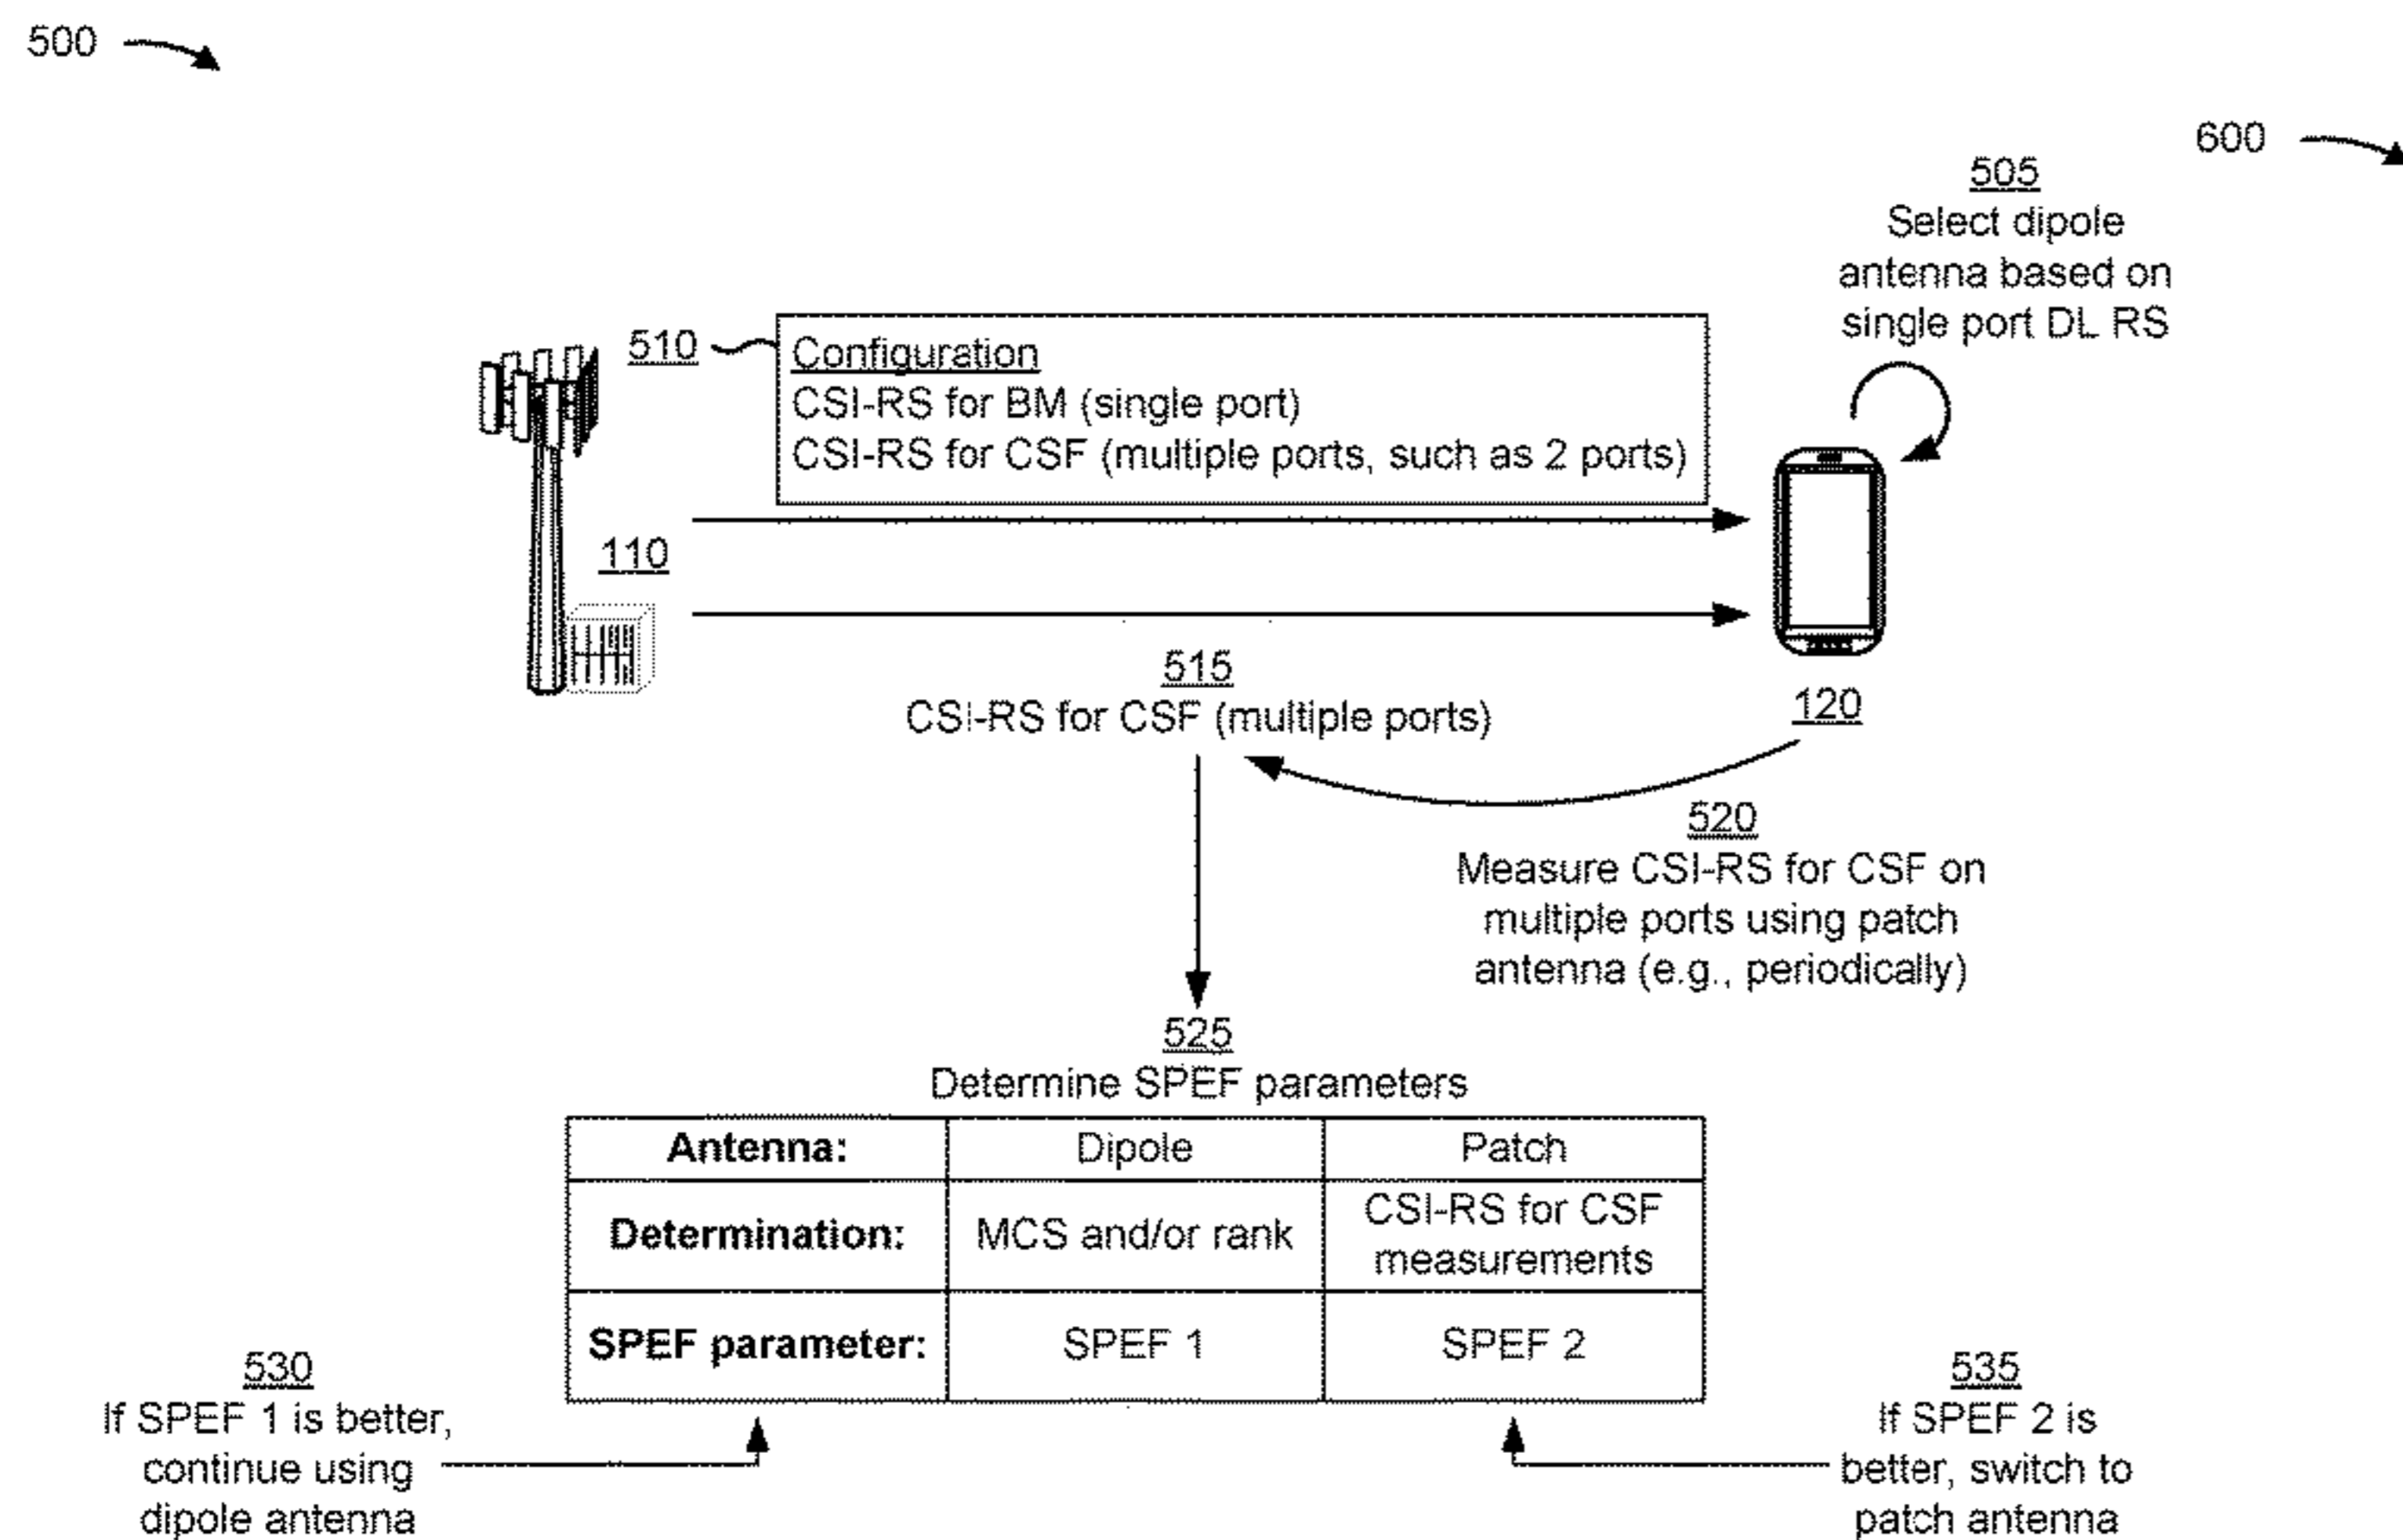 500
600
505
Select dipole
antenna based on
single port DL RS
510
Configuration
CSI-RS for BM (single port)
CSI-RS for CSF (multiple ports, such as 2 ports)
110
120
515
CSI-RS for CSF (multiple ports)
520
Measure CSI-RS for CSF on
multiple ports using patch
antenna (e.g., periodically)
525
Determine SPEF parameters
Antenna: Dipole Patch
Determination: MCS and/or rank CSI-RS for CSF
measurements
SPEF parameter: SPEF 1 SPEF 2
530
If SPEF 1 is better,
continue using
dipole antenna
535
If SPEF 2 is
better, switch to
patch antenna